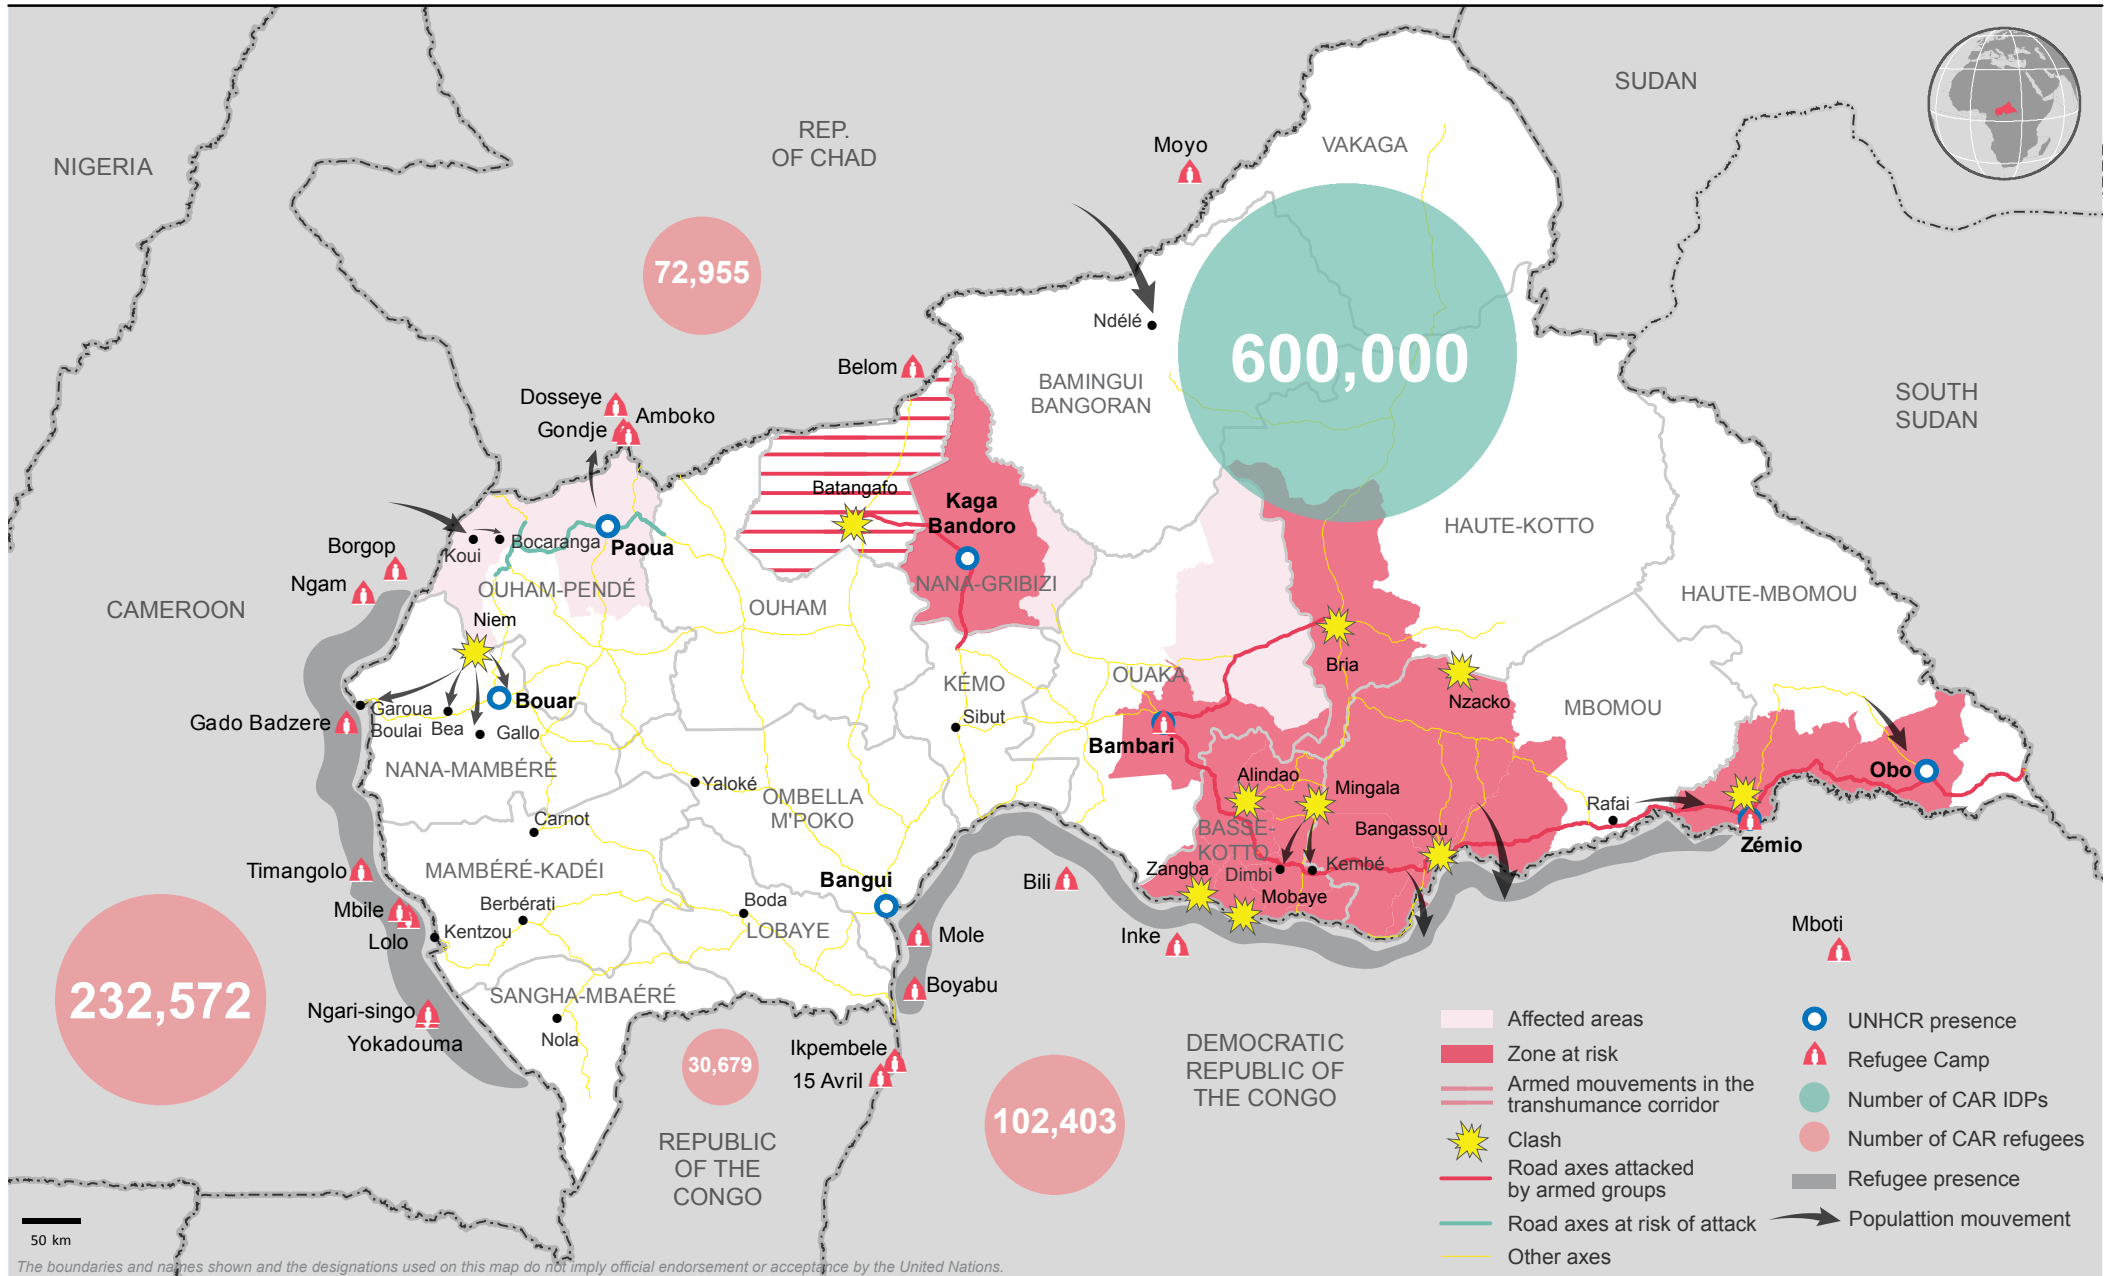 SUDAN
NIGERIA
REP.
OF CHAD
Moyo
VAKAGA
72,955
Ndélé
600,000
BAMINGUI
BANGORAN
SOUTH
SUDAN
Belom
Dosseye
Amboko
Gondje
Batangafo
Kaga
Bandoro
HAUTE-KOTTO
Koui
Bocaranga
Paoua
Borgop
Ngam
CAMEROON
OUHAM-PENDÉ
OUHAM
NANA-GRIBIZI
HAUTE-MBOMOU
Niem
Bria
Nzacko
OUAKA
KÉMO
Sibut
MBOMOU
Bouar
Garoua
Boulai
Bea
Gallo
Gado Badzere
Bambari
NANA-MAMBÉRÉ
Yaloké
OMBELLA
M'POKO
Alindao
Mingala
Obo
Rafai
Zémio
Carnot
BASSE-
KOTTO
Bangassou
MAMBÉRÉ-KADÉI
Timangolo
Bangui
Bili
Zangba
Dimbi
Kembé
Mobaye
Mbile
Lolo
Kentzou
Berbérati
Boda
LOBAYE
Mole
Inke
Mboti
232,572
SANGHA-MBAÉRÉ
Boyabu
Ngari-singo
Yokadouma
Nola
30,679
Ikpembele
15 Avril
102,403
DEMOCRATIC
REPUBLIC OF
THE CONGO
REPUBLIC
OF THE
CONGO
Affected areas
Zone at risk
Armed mouvements in the
transhumance corridor
Clash
Road axes attacked
by armed groups
Road axes at risk of attack
Other axes
UNHCR presence
Refugee Camp
Number of CAR IDPs
Number of CAR refugees
Refugee presence
Populattion mouvement
50 km
The boundaries and names shown and the designations used on this map do not imply official endorsement or acceptance by the United Nations.